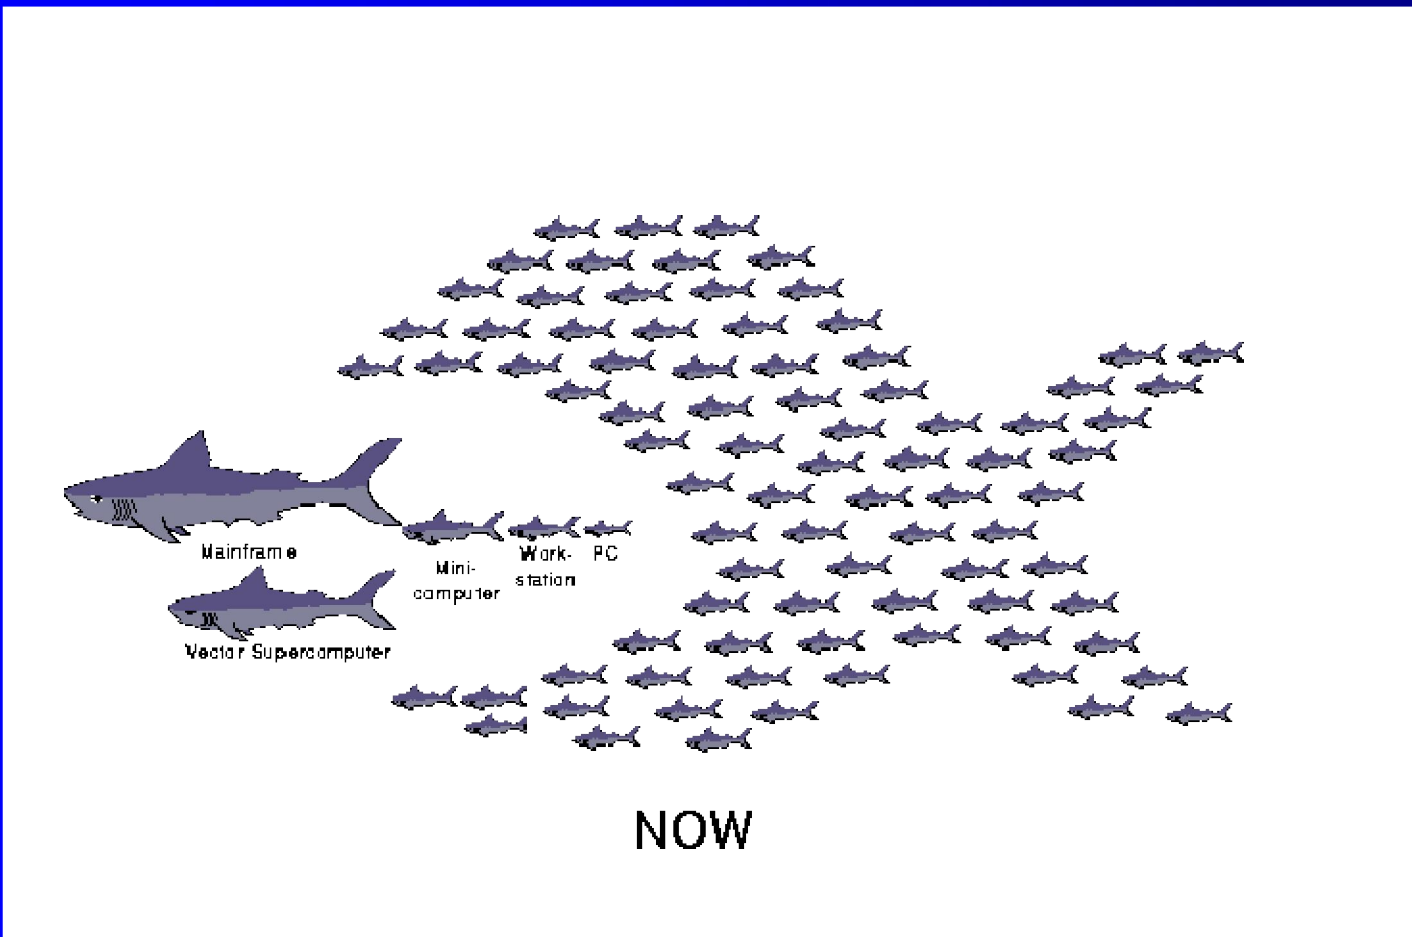 Mainframe
Mini-
computer
Work-
station
PC
Vector Supercomputer
NOW